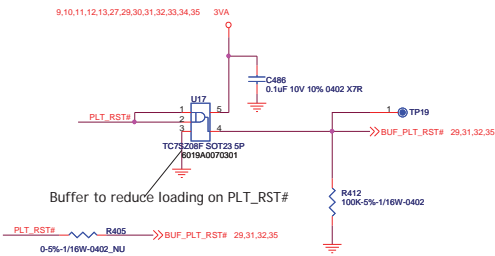 9,10,11,12,13,27,29,30,31,32,33,34,35 3VA
C486
0.1uF 10V 10% 0402 X7R
U17
1 5
2
3 4
PLT_RST#
TC7SZ08F SOT23 5P
6019A0070301
1 TP19
BUF_PLT_RST# 29,31,32,35
Buffer to reduce loading on PLT_RST#
R412
100K-5%-1/16W-0402
PLT_RST# R405 BUF_PLT_RST# 29,31,32,35
0-5%-1/16W-0402_NU